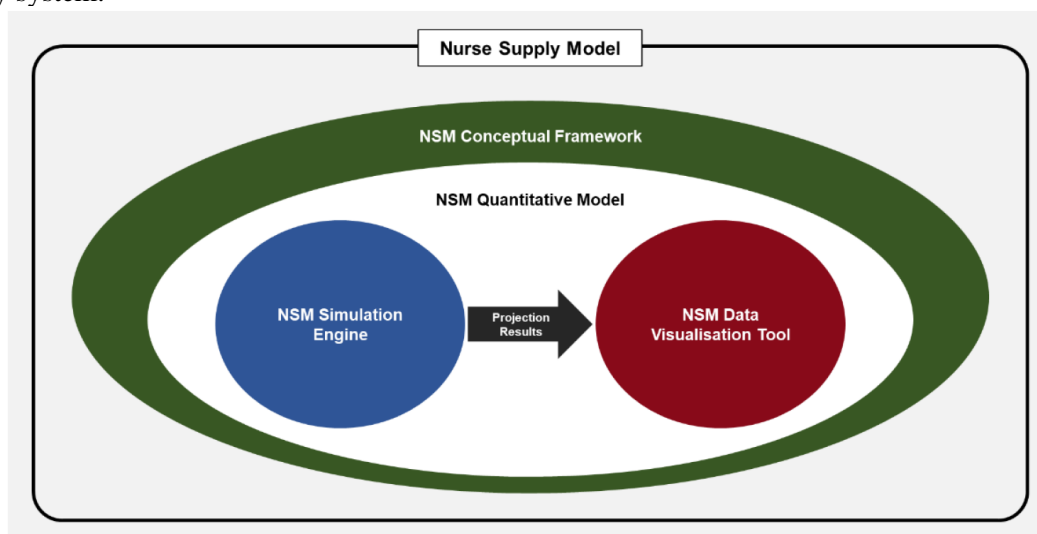 system.
Nurse Supply Model
NSM Conceptual Framework
NSM Quantitative Model
NSM Simulation
Engine
Projection
Results
NSM Data
Visualisation Tool